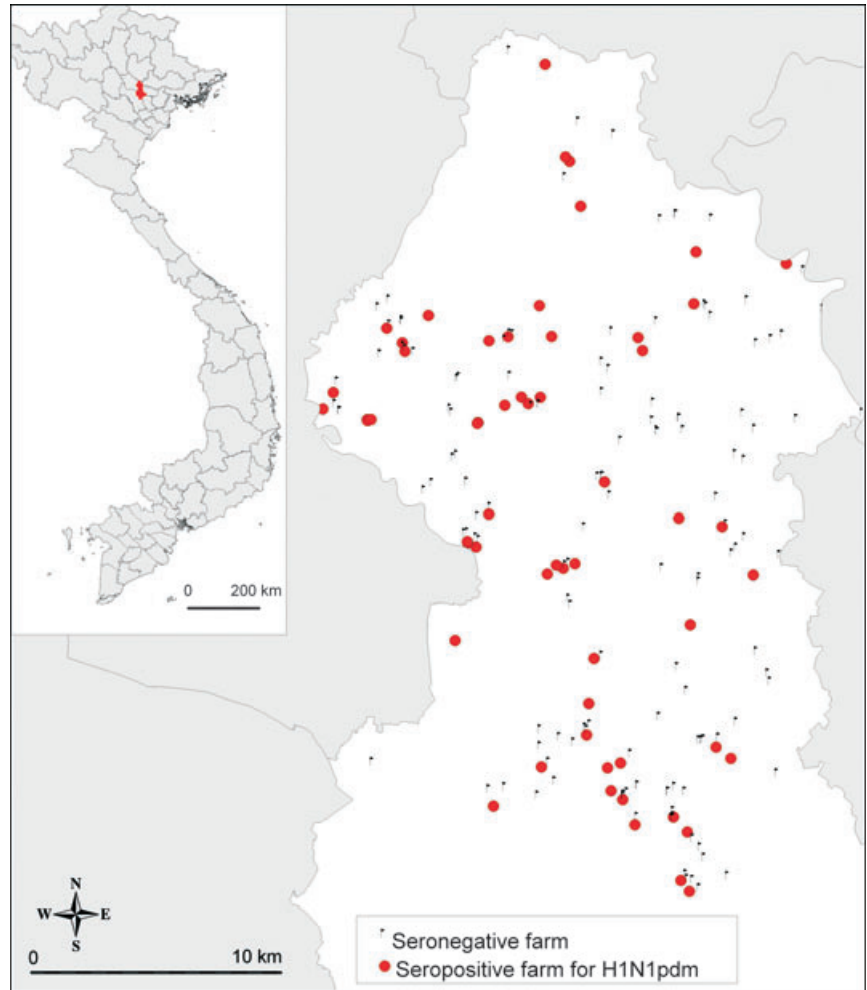 0 200 km
N
W E
S
0 10 km
Seronegative farm
Seropositive farm for H1N1pdm